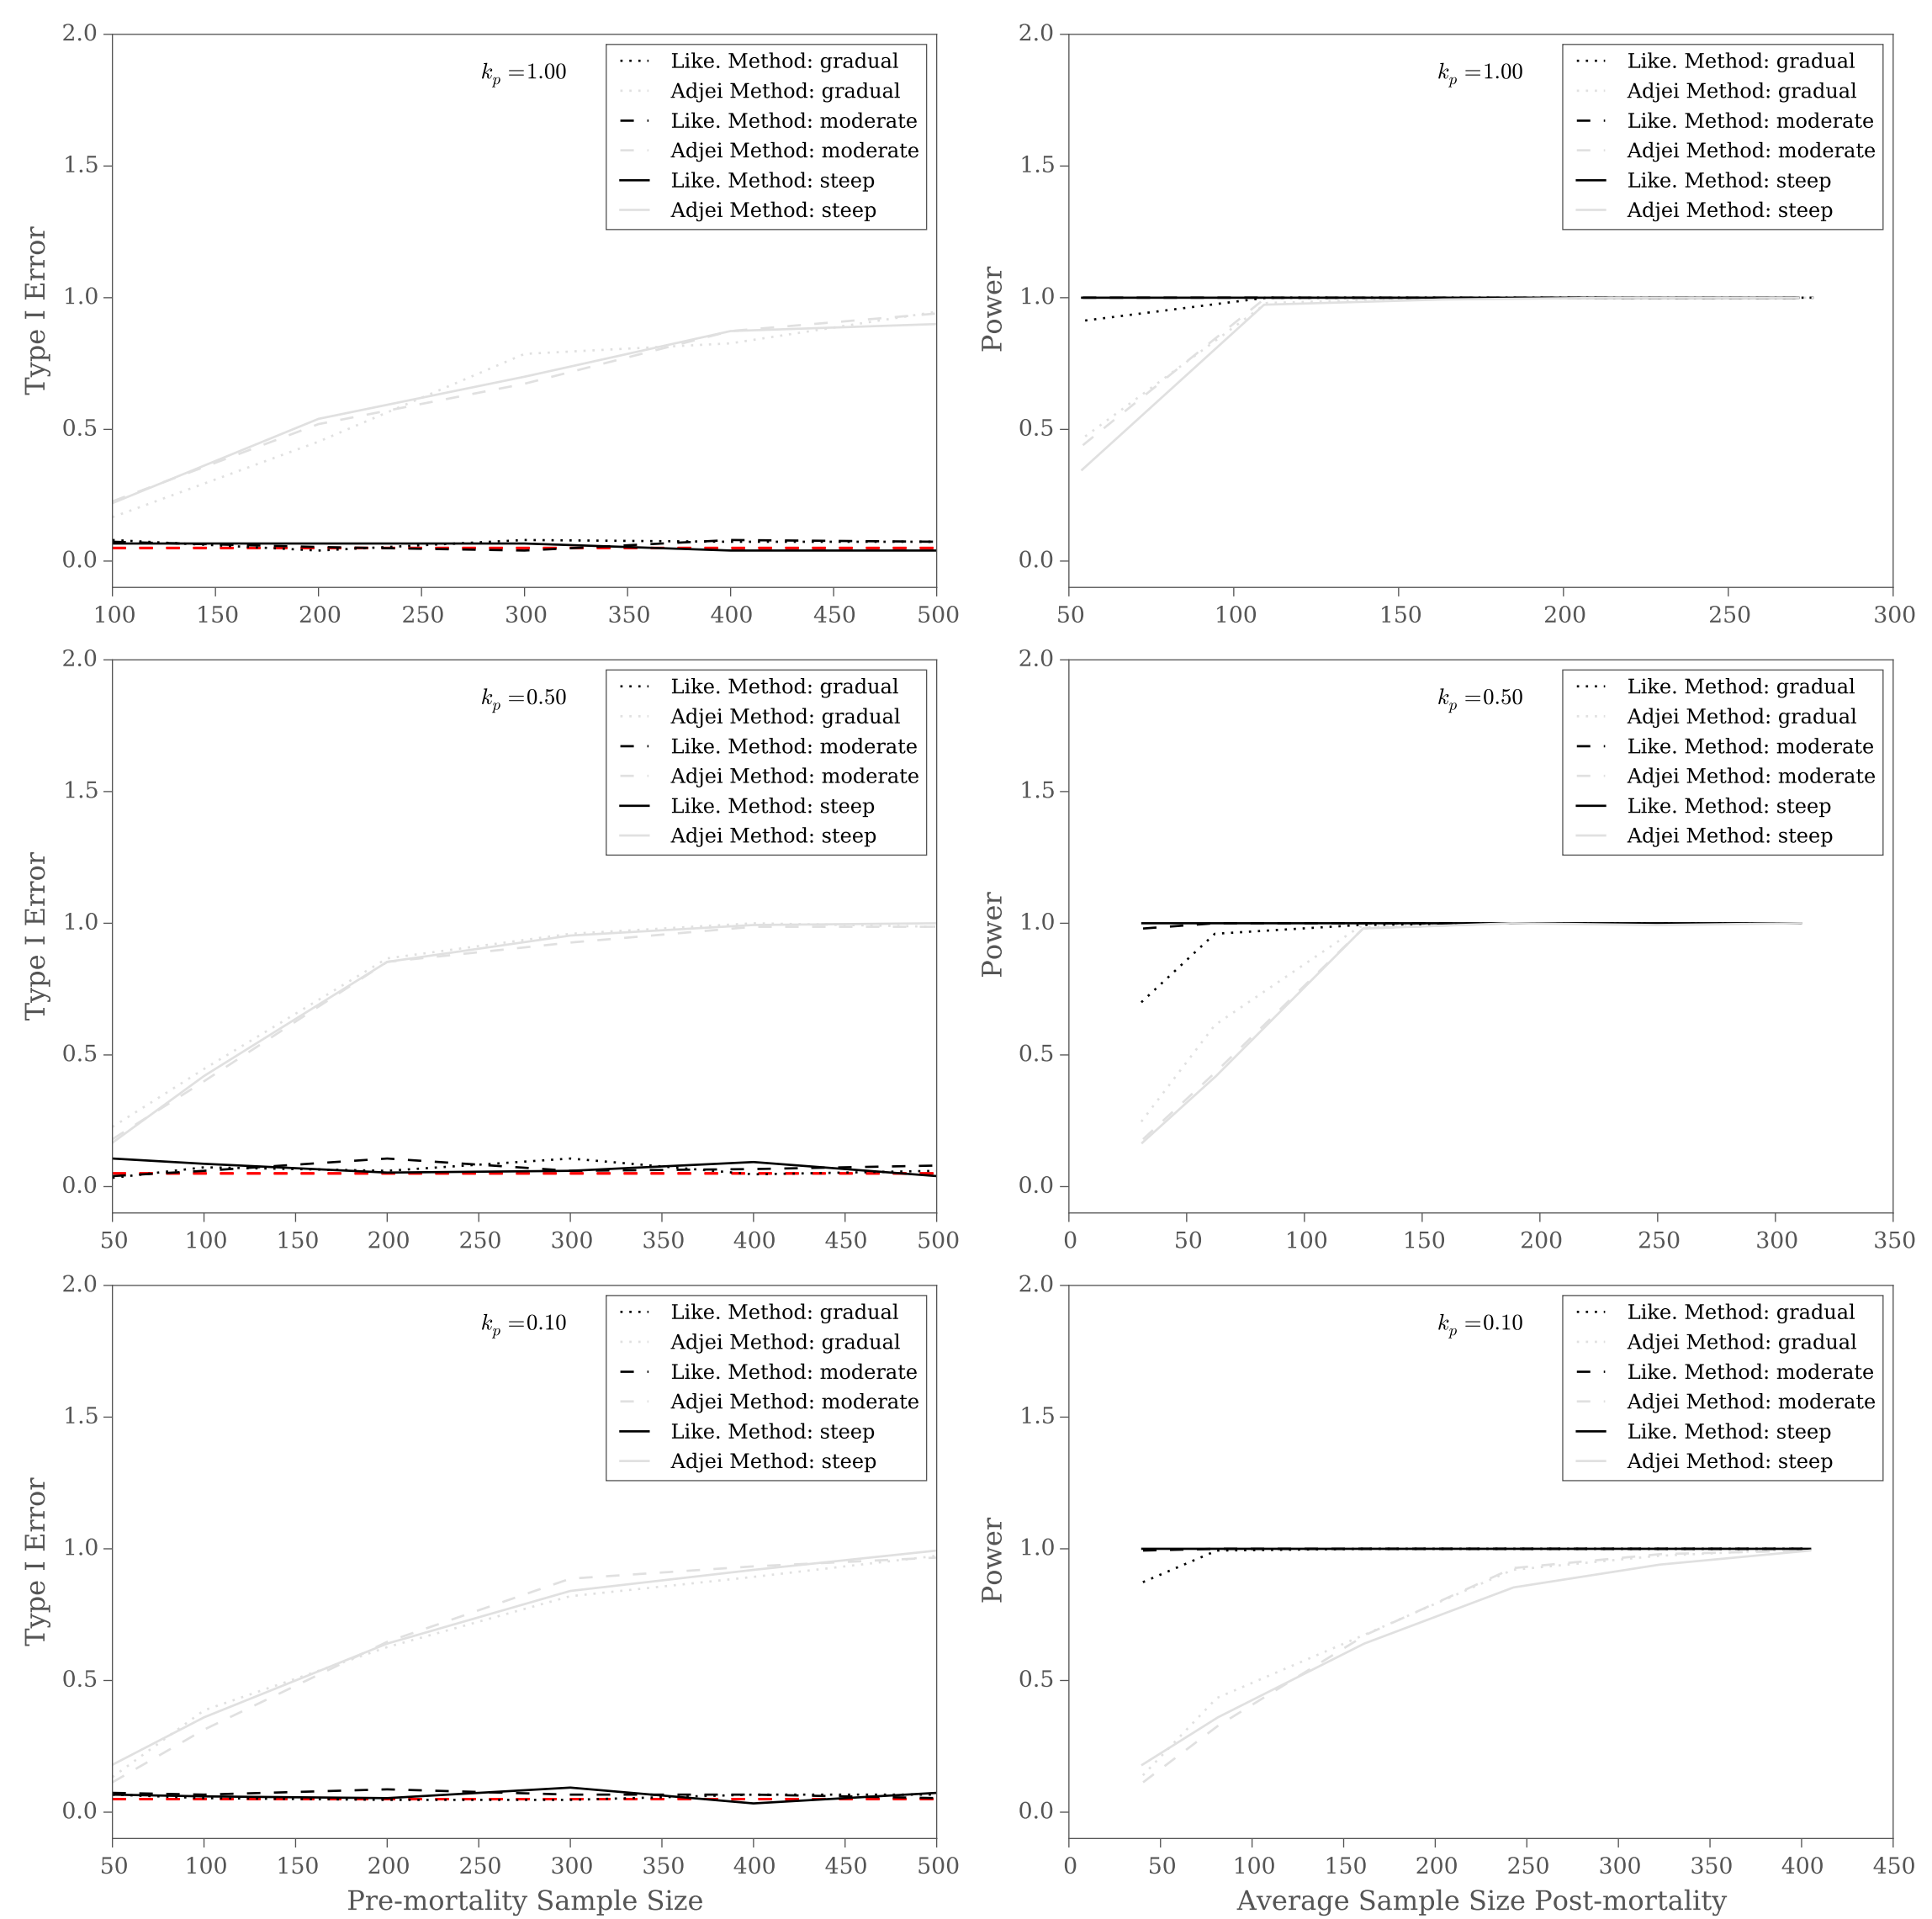 2.0
1.5
1.0
0.5
0.0
Type I Error
k_p = 1.00
Like. Method: gradual
Adjei Method: gradual
Like. Method: moderate
Adjei Method: moderate
Like. Method: steep
Adjei Method: steep
100 150 200 250 300 350 400 450 500
2.0
1.5
1.0
0.5
0.0
Power
k_p = 1.00
Like. Method: gradual
Adjei Method: gradual
Like. Method: moderate
Adjei Method: moderate
Like. Method: steep
Adjei Method: steep
50 100 150 200 250 300
2.0
1.5
1.0
0.5
0.0
Type I Error
k_p = 0.50
Like. Method: gradual
Adjei Method: gradual
Like. Method: moderate
Adjei Method: moderate
Like. Method: steep
Adjei Method: steep
50 100 150 200 250 300 350 400 450 500
2.0
1.5
1.0
0.5
0.0
Power
k_p = 0.50
Like. Method: gradual
Adjei Method: gradual
Like. Method: moderate
Adjei Method: moderate
Like. Method: steep
Adjei Method: steep
0 50 100 150 200 250 300 350
2.0
1.5
1.0
0.5
0.0
Type I Error
k_p = 0.10
Like. Method: gradual
Adjei Method: gradual
Like. Method: moderate
Adjei Method: moderate
Like. Method: steep
Adjei Method: steep
50 100 150 200 250 300 350 400 450 500
Pre-mortality Sample Size
2.0
1.5
1.0
0.5
0.0
Power
k_p = 0.10
Like. Method: gradual
Adjei Method: gradual
Like. Method: moderate
Adjei Method: moderate
Like. Method: steep
Adjei Method: steep
0 50 100 150 200 250 300 350 400 450
Average Sample Size Post-mortality